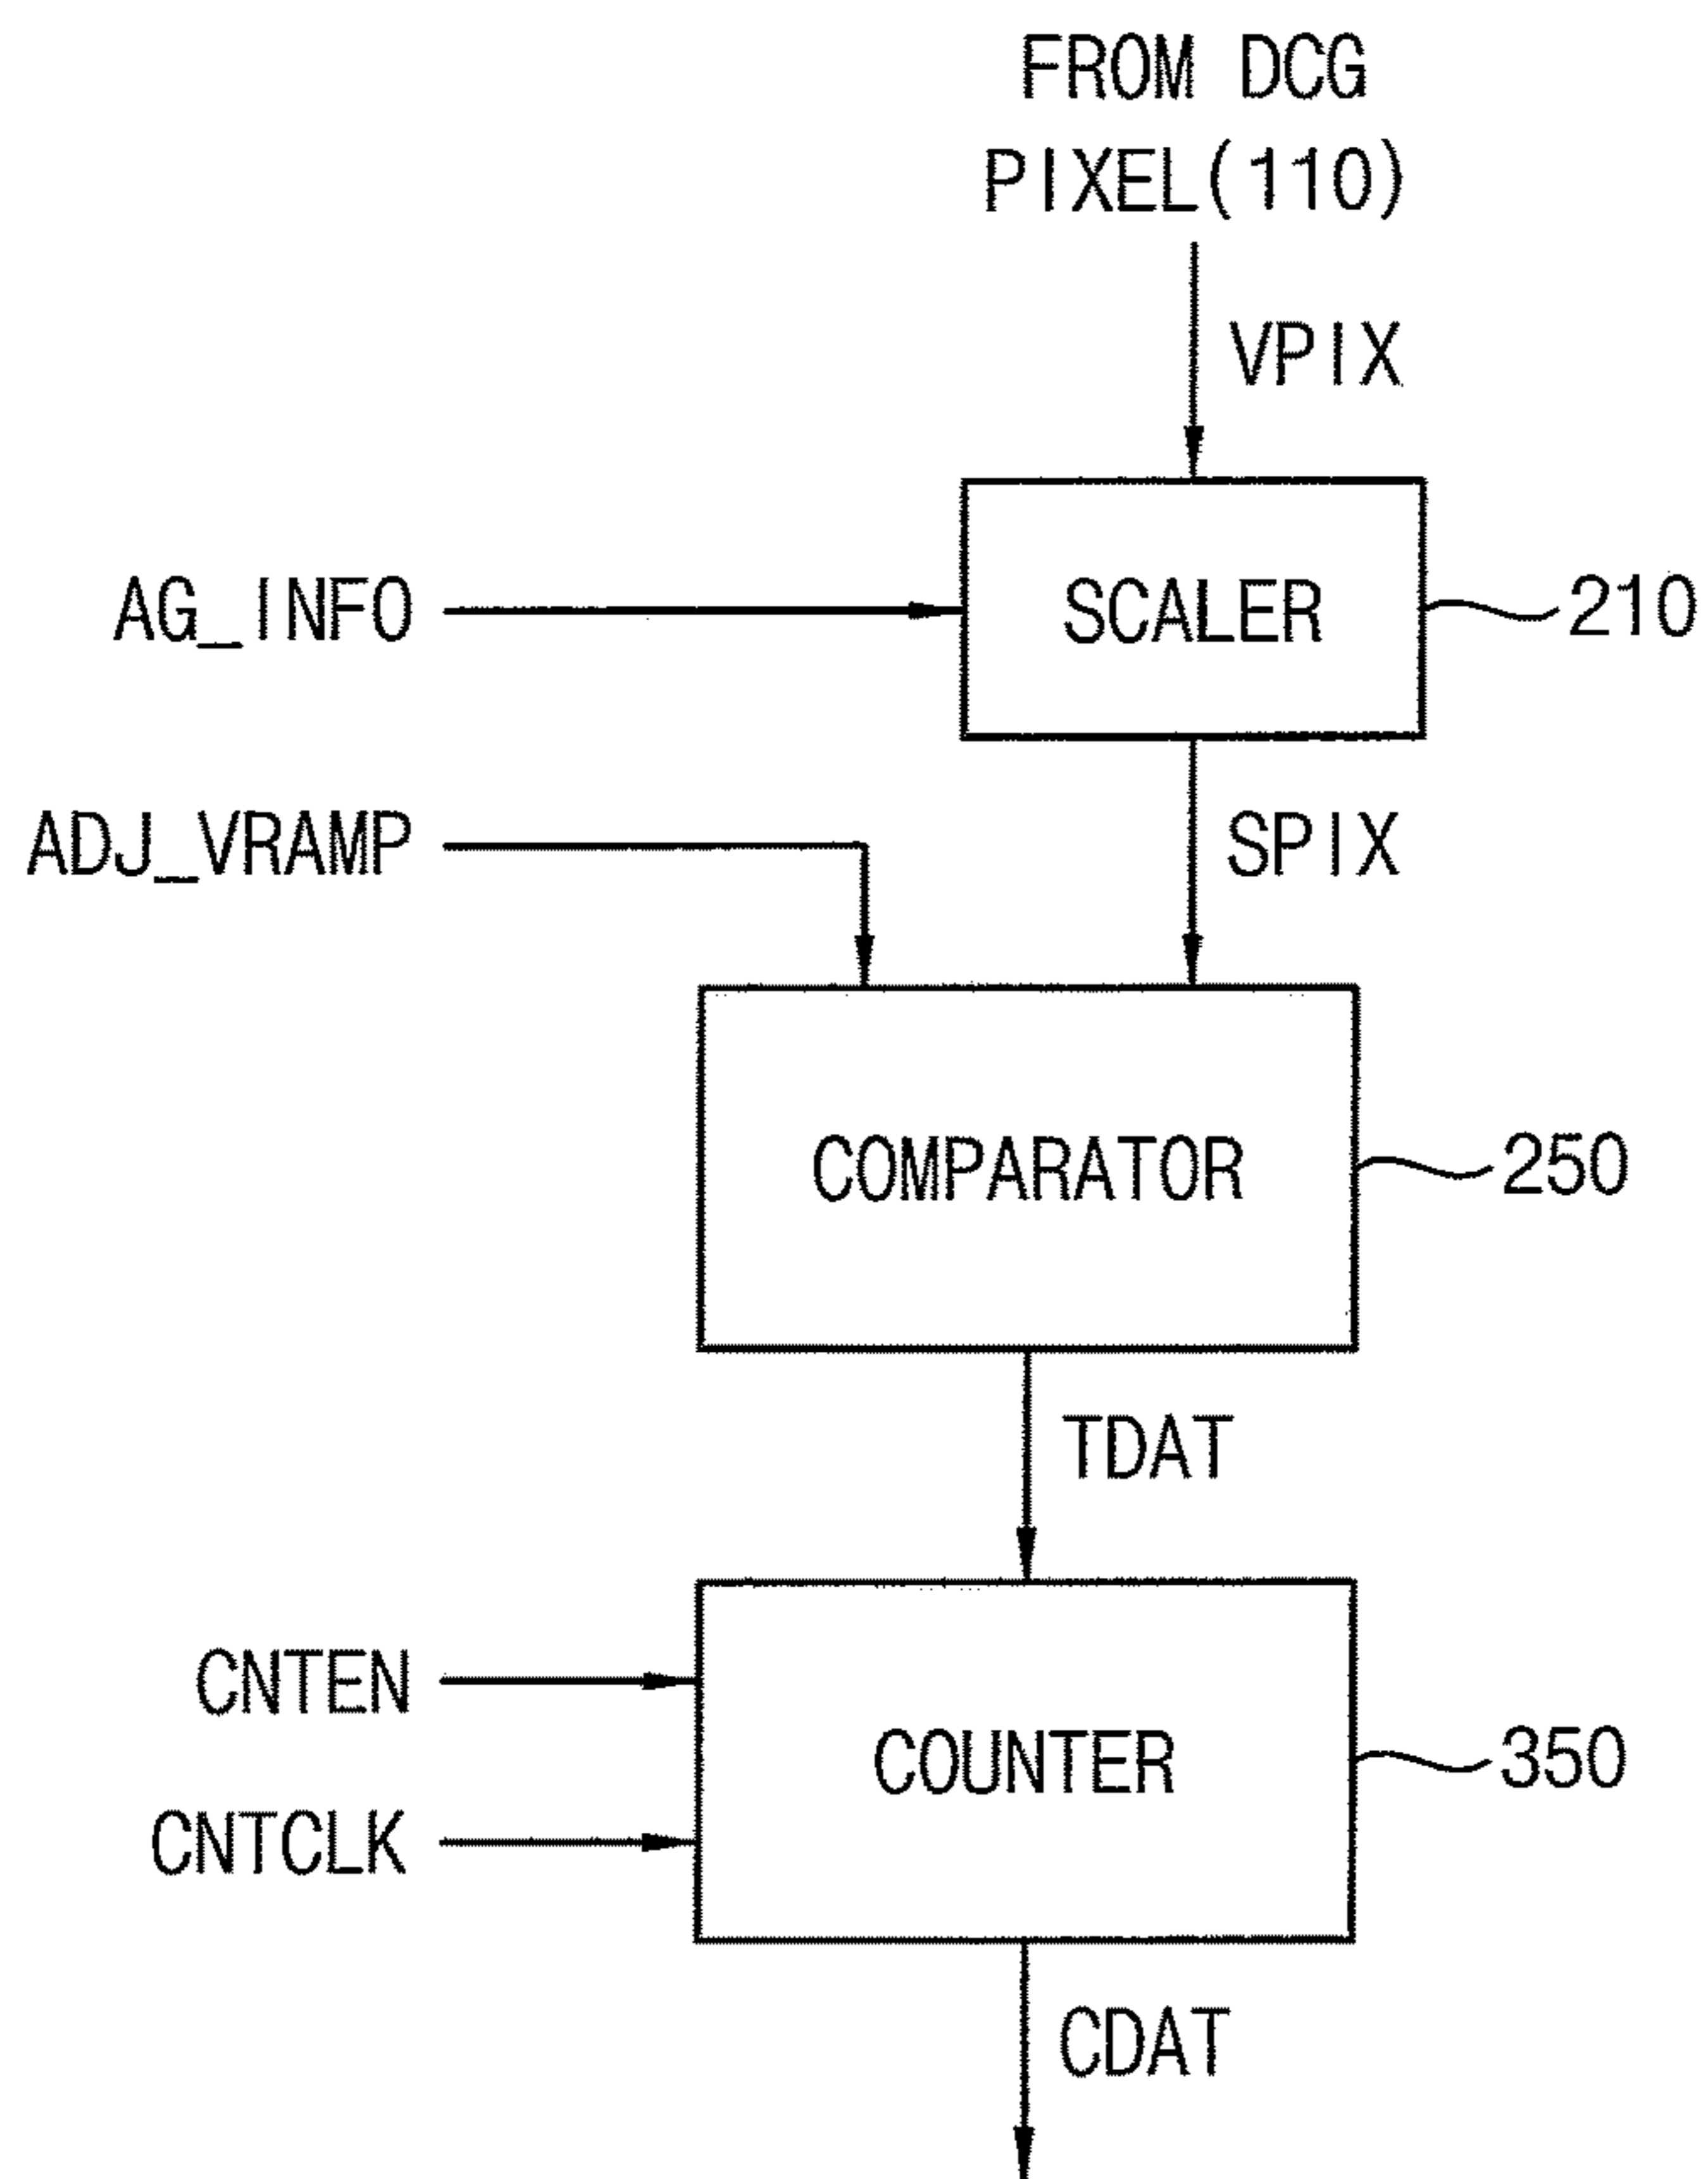 FROM DCG
PIXEL(110)
VPIX
AG_INFO
SCALER
210
ADJ_VRAMP
SPIX
COMPARATOR
250
TDAT
CNTEN
COUNTER
350
CNTCLK
CDAT